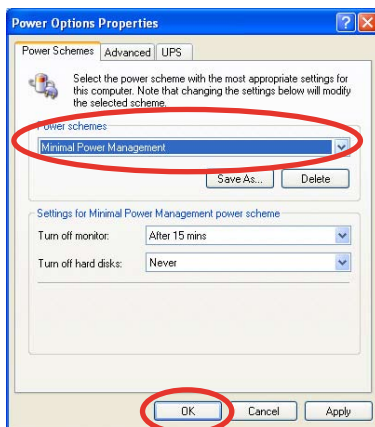 Power Options Properties
Power Schemes Advanced UPS
Select the power scheme with the most appropriate settings for
this computer. Note that changing the settings below will modify
the selected scheme.
Power schemes
Minimal Power Management
Save As... Delete
Settings for Minimal Power Management power scheme
Turn off monitor: After 15 mins
Turn off hard disks: Never
OK Cancel Apply